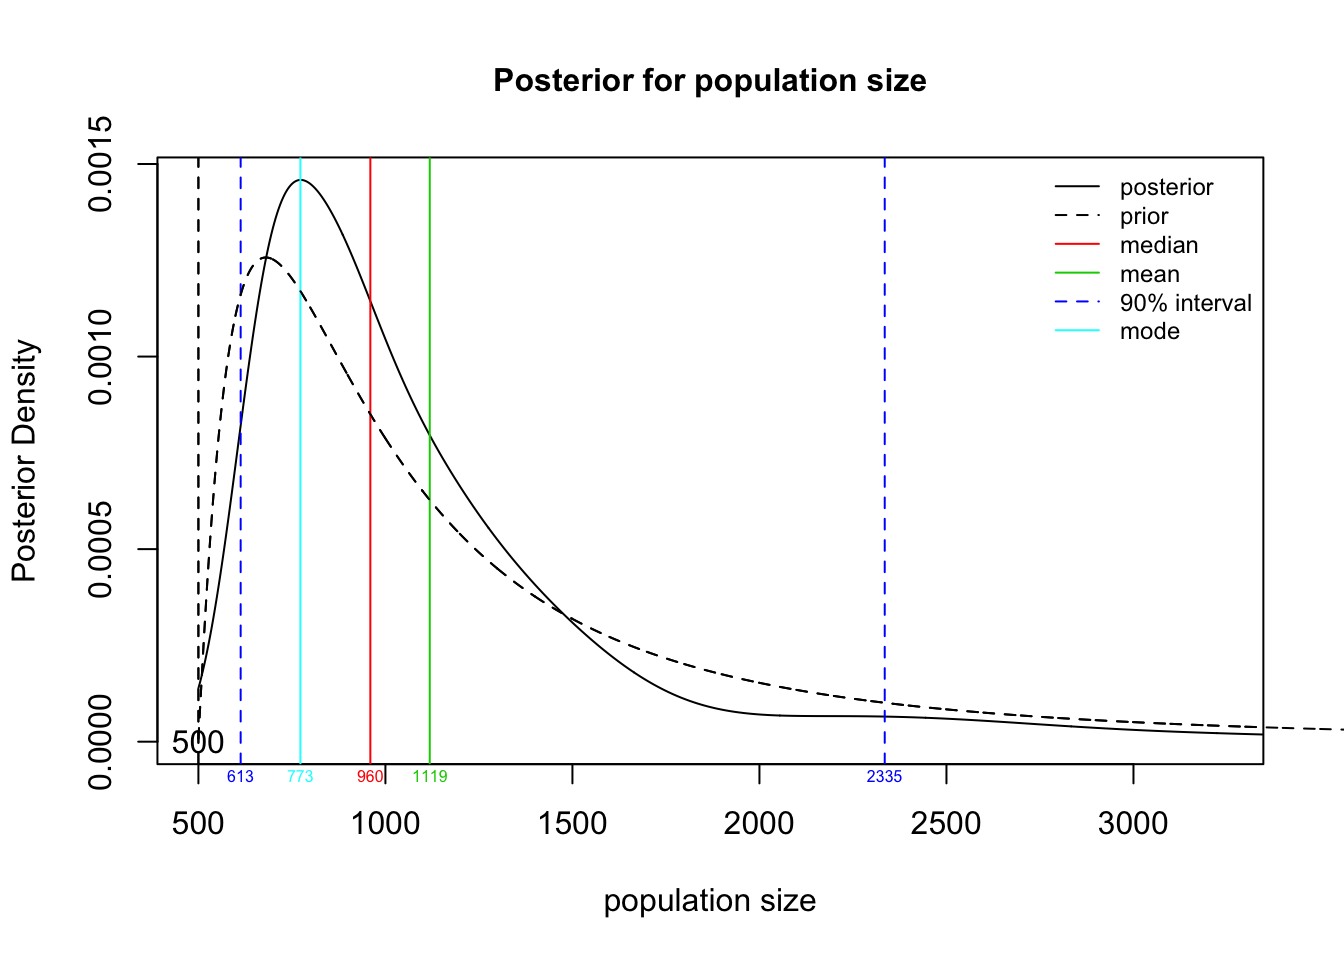 Posterior for population size
Posterior Density
0.0015
0.0010
0.0005
0.0000
posterior
prior
median
mean
90% interval
mode
500
613
773
960
1119
2335
500
1000
1500
2000
2500
3000
population size